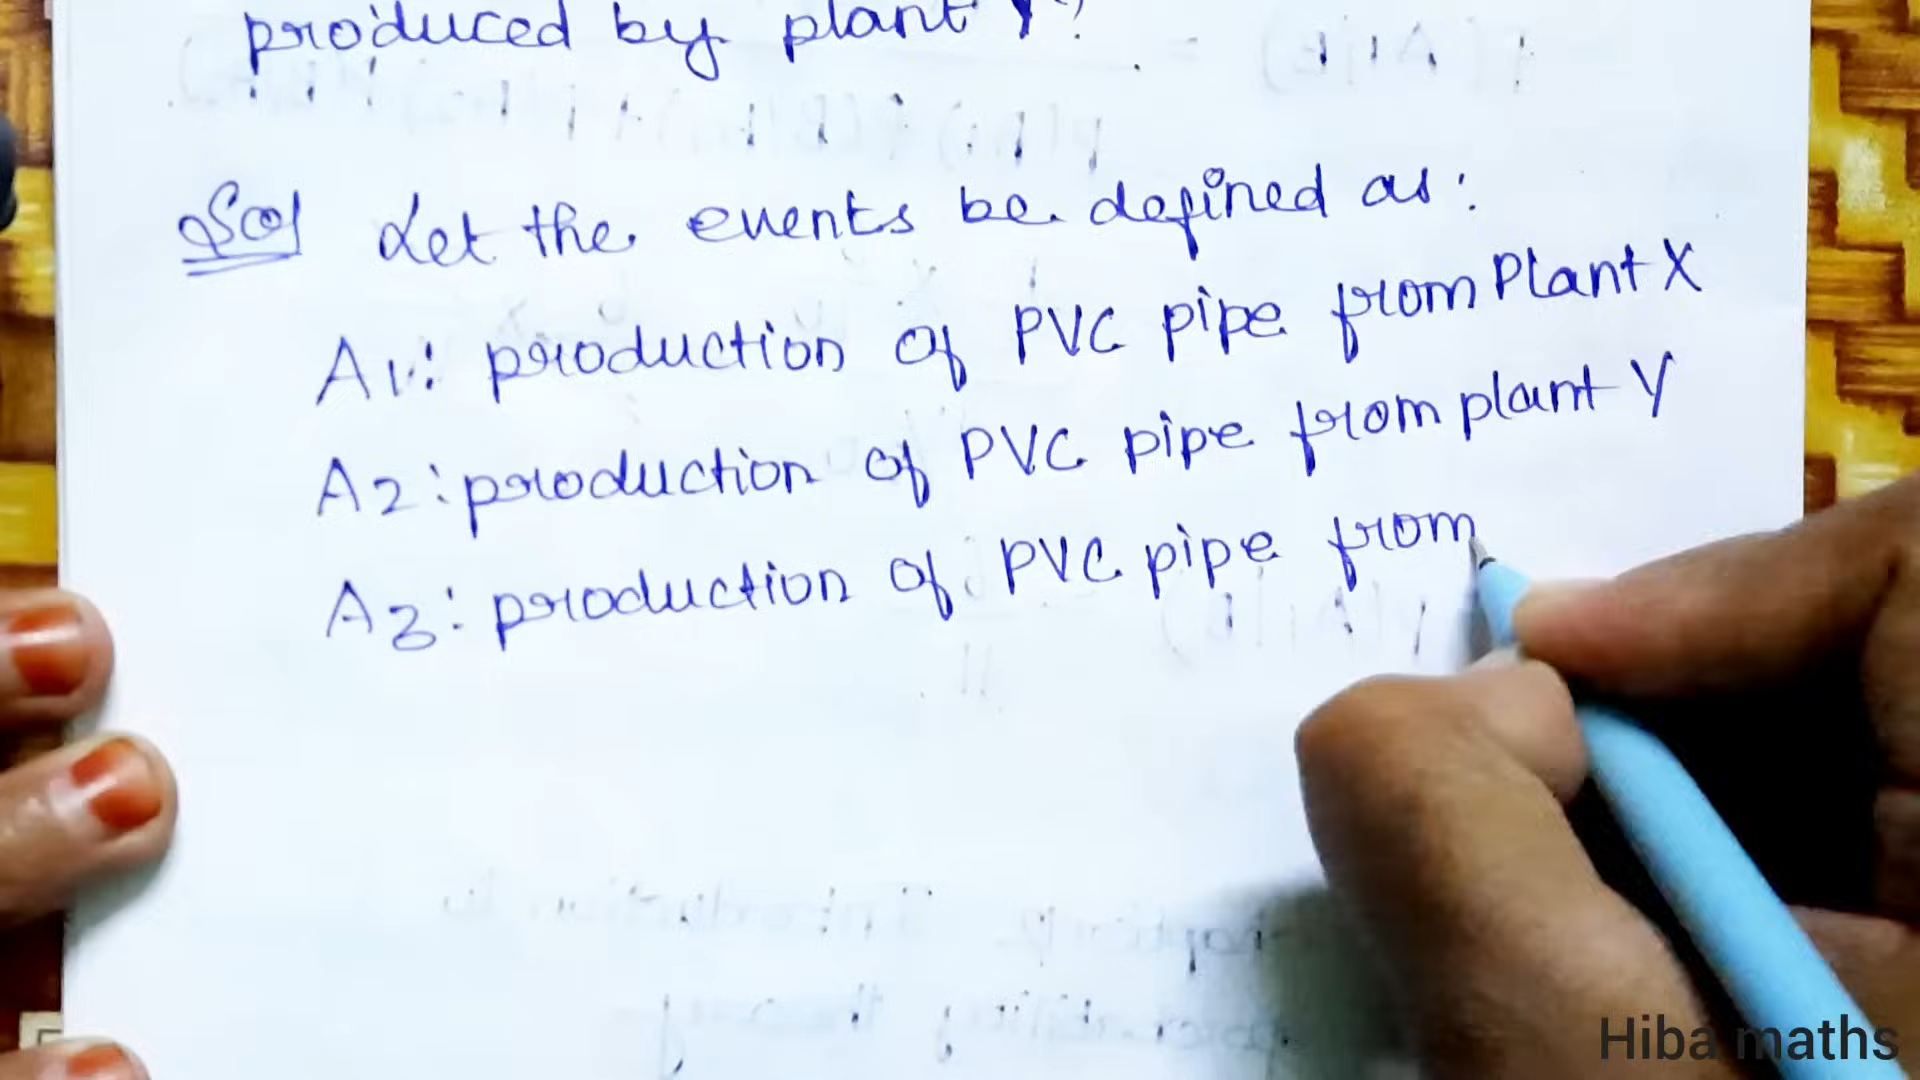 produced by plant Y?
Sol Let the events be defined as:
A1: production of PVC pipe from Plant X
A2: production of PVC pipe from plant Y
A3: production of PVC pipe from
Hiba maths